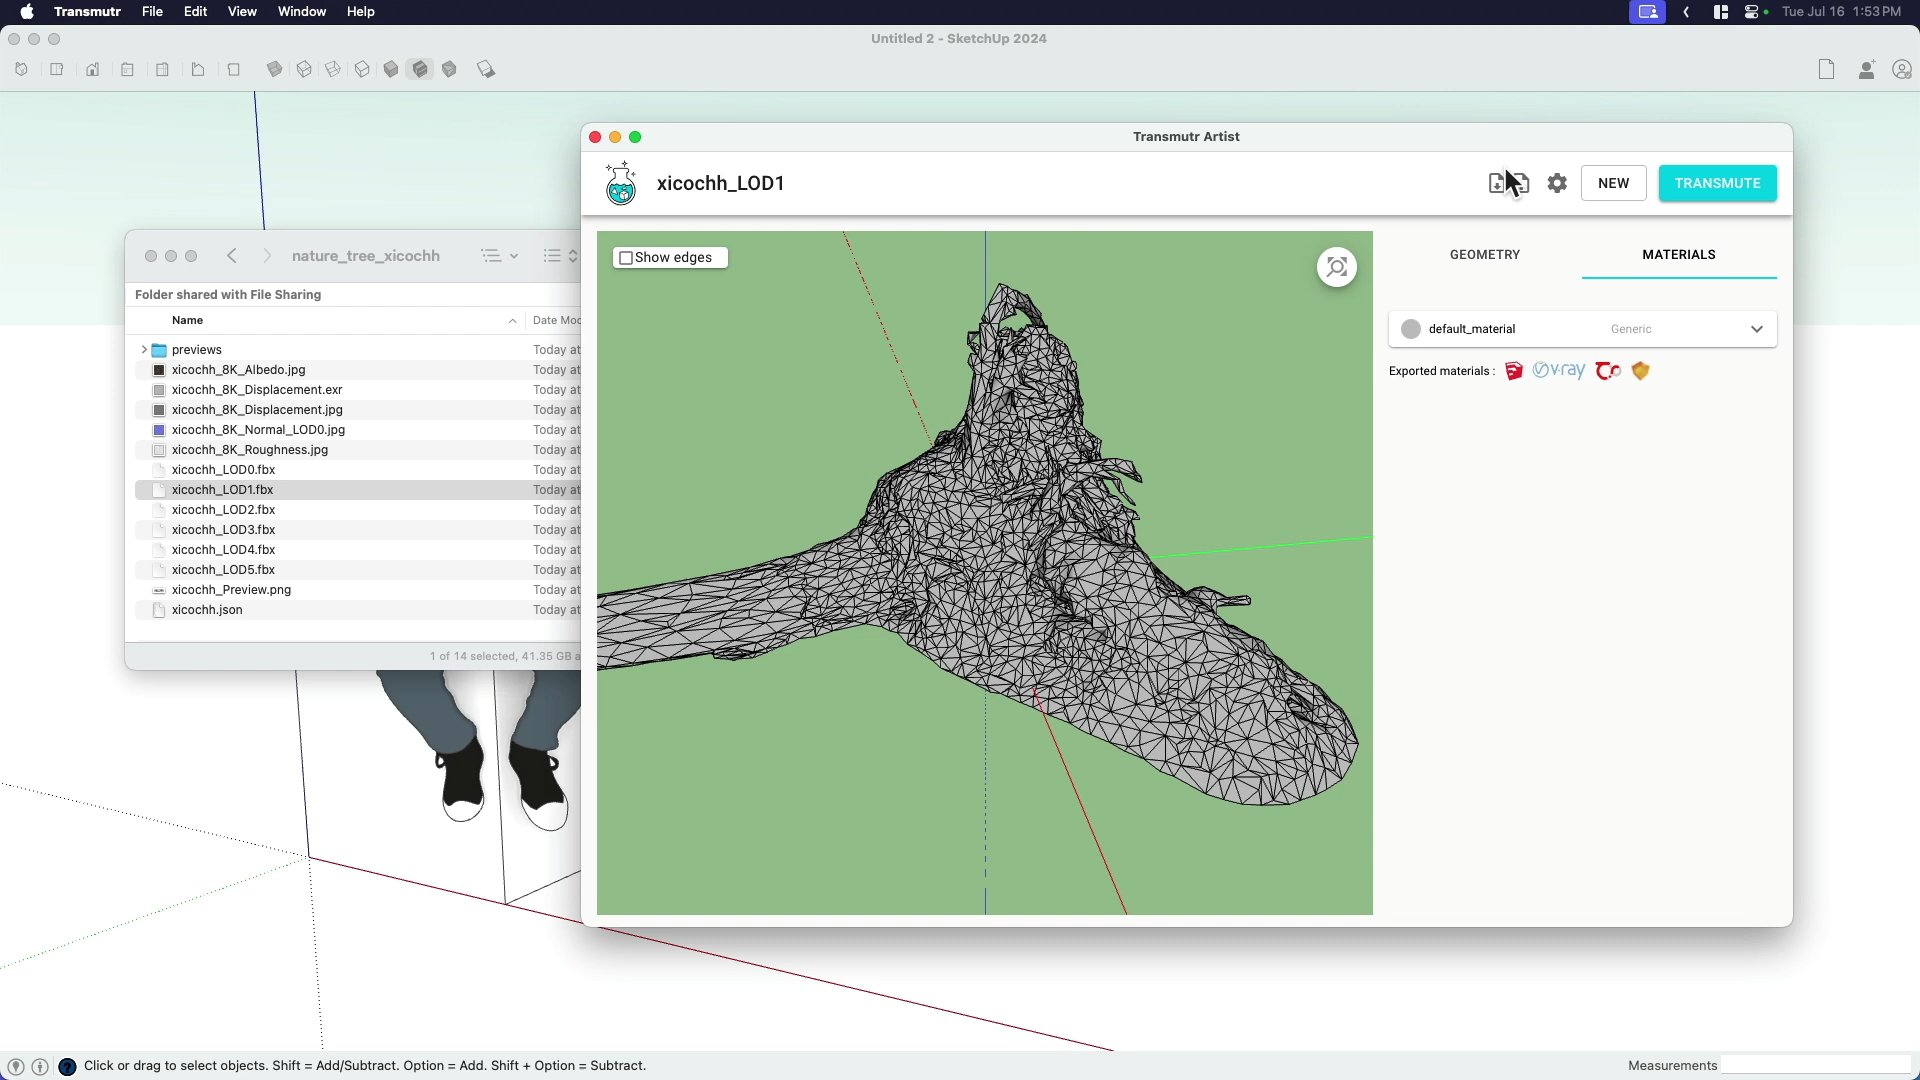 Transmutr File Edit View Window Help
Tue Jul 16 1:53 PM
Untitled 2 - SketchUp 2024
Transmutr Artist
xicochh_LOD1
NEW
TRANSMUTE
nature_tree_xicochh
Folder shared with File Sharing
Name
Date Moc
previews Today at
xicochh_8K_Albedo.jpg Today at
xicochh_8K_Displacement.exr Today at
xicochh_8K_Displacement.jpg Today at
xicochh_8K_Normal_LOD0.jpg Today at
xicochh_8K_Roughness.jpg Today at
xicochh_LOD0.fbx Today at
xicochh_LOD1.fbx Today at
xicochh_LOD2.fbx Today at
xicochh_LOD3.fbx Today at
xicochh_LOD4.fbx Today at
xicochh_LOD5.fbx Today at
xicochh_Preview.png Today at
xicochh.json Today at
1 of 14 selected, 41.35 GB a
Show edges
GEOMETRY
MATERIALS
default_material Generic
Exported materials : v-ray
Click or drag to select objects. Shift = Add/Subtract. Option = Add. Shift + Option = Subtract.
Measurements